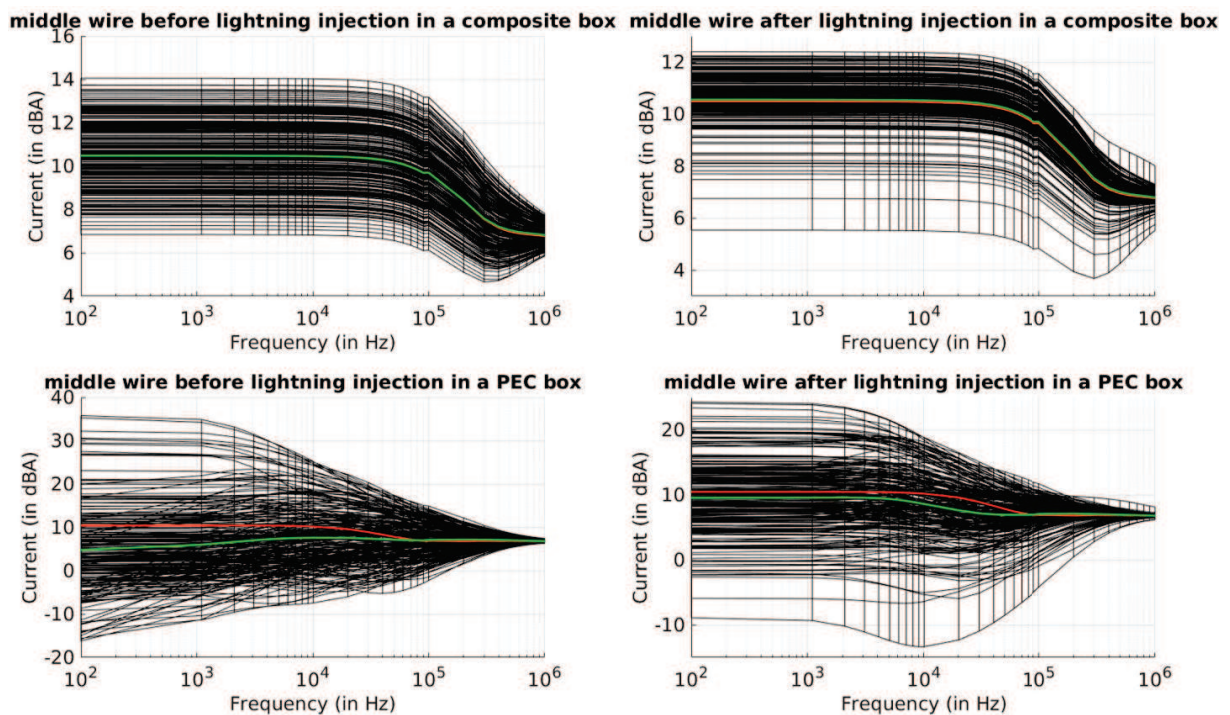 middle wire before lightning injection in a composite box
16
14
12
10
8
6
4
Current (in dBA)
10^2 10^3 10^4 10^5 10^6
Frequency (in Hz)
middle wire after lightning injection in a composite box
12
10
8
6
4
Current (in dBA)
10^2 10^3 10^4 10^5 10^6
Frequency (in Hz)
middle wire before lightning injection in a PEC box
40
30
20
10
0
-10
-20
Current (in dBA)
10^2 10^3 10^4 10^5 10^6
Frequency (in Hz)
middle wire after lightning injection in a PEC box
20
10
0
-10
Current (in dBA)
10^2 10^3 10^4 10^5 10^6
Frequency (in Hz)